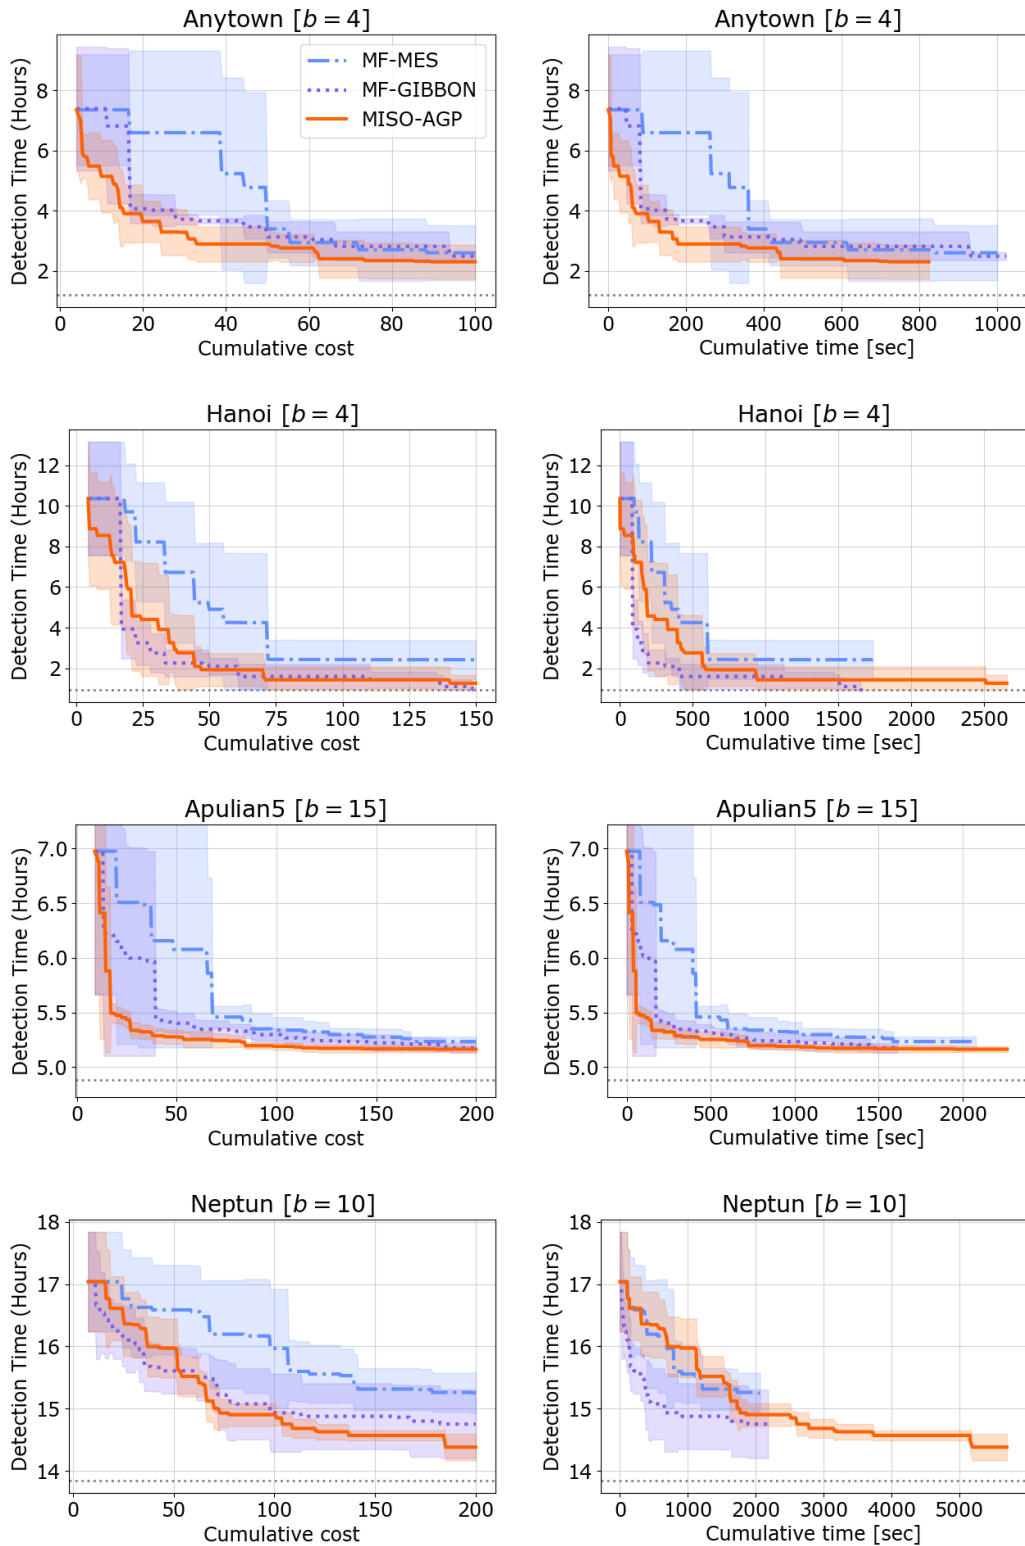 Anytown [b = 4]
Detection Time (Hours)
8
6
4
2
MF-MES
MF-GIBBON
MISO-AGP
0 20 40 60 80 100
Cumulative cost
Anytown [b = 4]
Detection Time (Hours)
8
6
4
2
0 200 400 600 800 1000
Cumulative time [sec]
Hanoi [b = 4]
Detection Time (Hours)
12
10
8
6
4
2
0 25 50 75 100 125 150
Cumulative cost
Hanoi [b = 4]
Detection Time (Hours)
12
10
8
6
4
2
0 500 1000 1500 2000 2500
Cumulative time [sec]
Apulian5 [b = 15]
Detection Time (Hours)
7.0
6.5
6.0
5.5
5.0
0 50 100 150 200
Cumulative cost
Apulian5 [b = 15]
Detection Time (Hours)
7.0
6.5
6.0
5.5
5.0
0 500 1000 1500 2000
Cumulative time [sec]
Neptun [b = 10]
Detection Time (Hours)
18
17
16
15
14
0 50 100 150 200
Cumulative cost
Neptun [b = 10]
Detection Time (Hours)
18
17
16
15
14
0 1000 2000 3000 4000 5000
Cumulative time [sec]